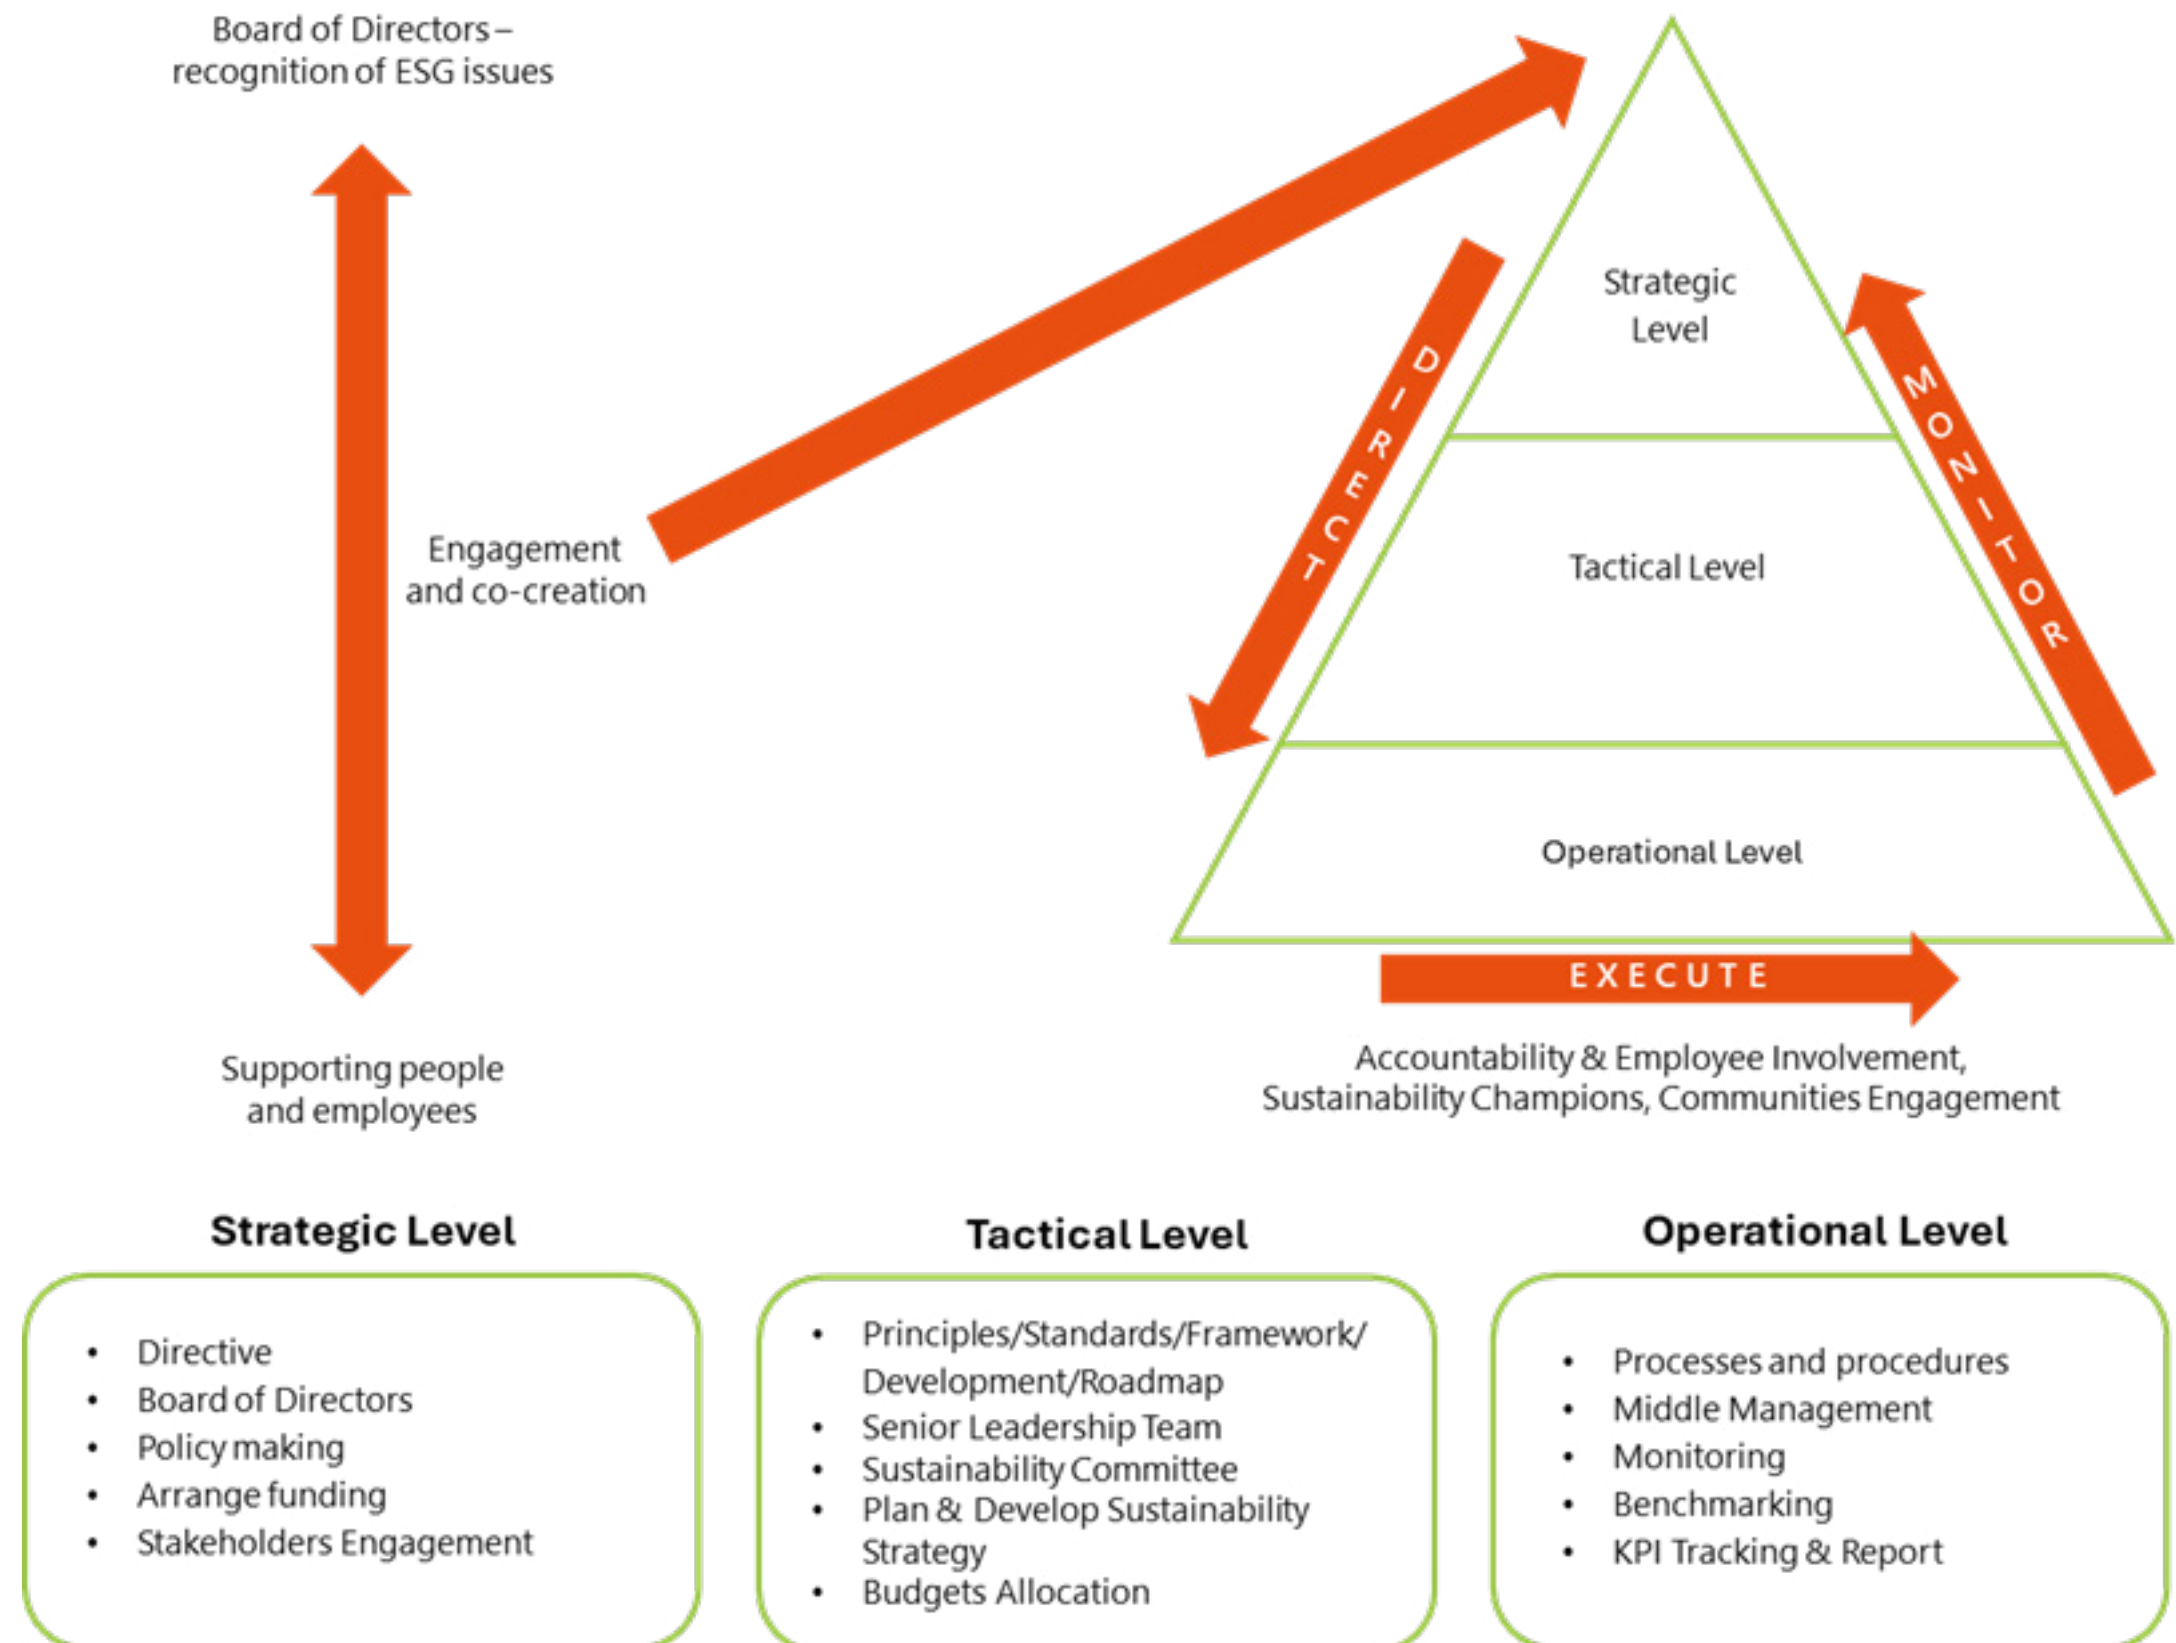 Board of Directors –
recognition of ESG issues
Engagement
and co-creation
Supporting people
and employees
Strategic
Level
Tactical Level
Operational Level
DIRECT
MONITOR
EXECUTE
Accountability & Employee Involvement,
Sustainability Champions, Communities Engagement
Strategic Level
• Directive
• Board of Directors
• Policy making
• Arrange funding
• Stakeholders Engagement
Tactical Level
• Principles/Standards/Framework/
Development/Roadmap
• Senior Leadership Team
• Sustainability Committee
• Plan & Develop Sustainability
Strategy
• Budgets Allocation
Operational Level
• Processes and procedures
• Middle Management
• Monitoring
• Benchmarking
• KPI Tracking & Report